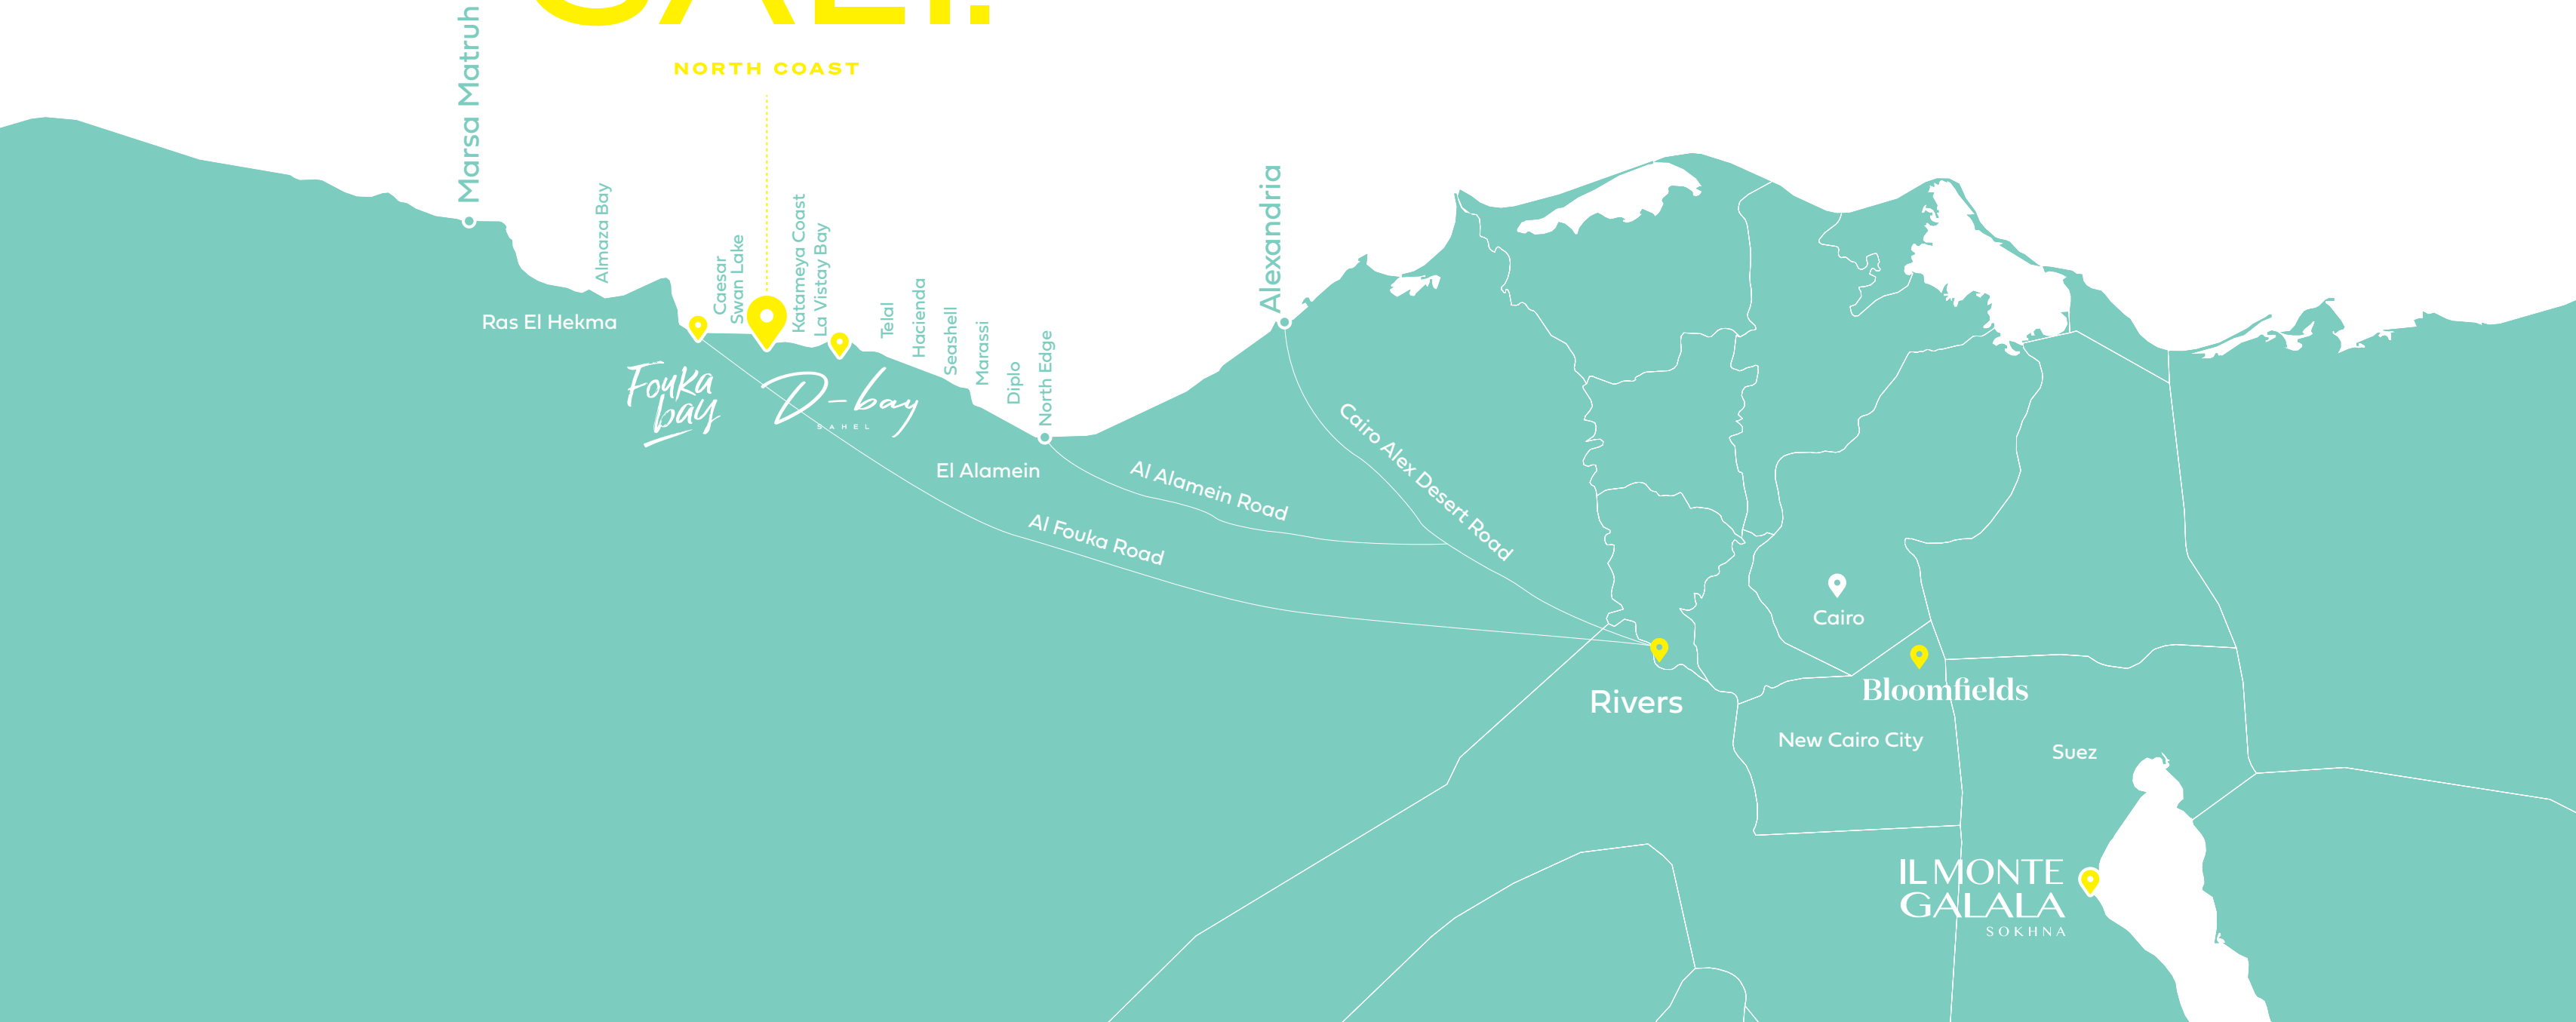 SALT.
NORTH COAST
Marsa Matruh
Almaza Bay
Ras El Hekma
Caesar
Swan Lake
Katameya Coast
La Vistay Bay
Telal
Hacienda
Seashell
Marassi
Diplo
North Edge
Alexandria
Fouka
bay
D-bay
SAHEL
El Alamein
Al Alamein Road
Al Fouka Road
Cairo Alex Desert Road
Cairo
Rivers
Bloomfields
New Cairo City
Suez
IL MONTE
GALALA
SOKHNA